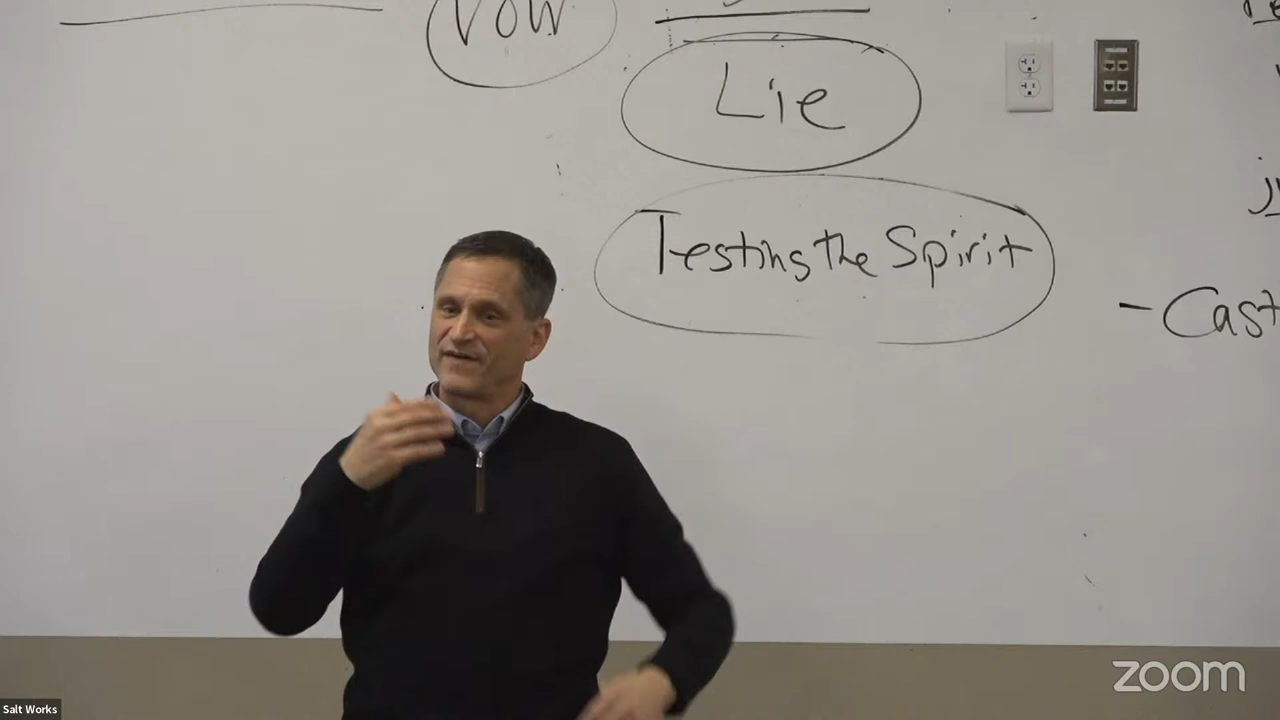 Vow
Lie
Testing the Spirit
- Cast
zoom
Salt Works